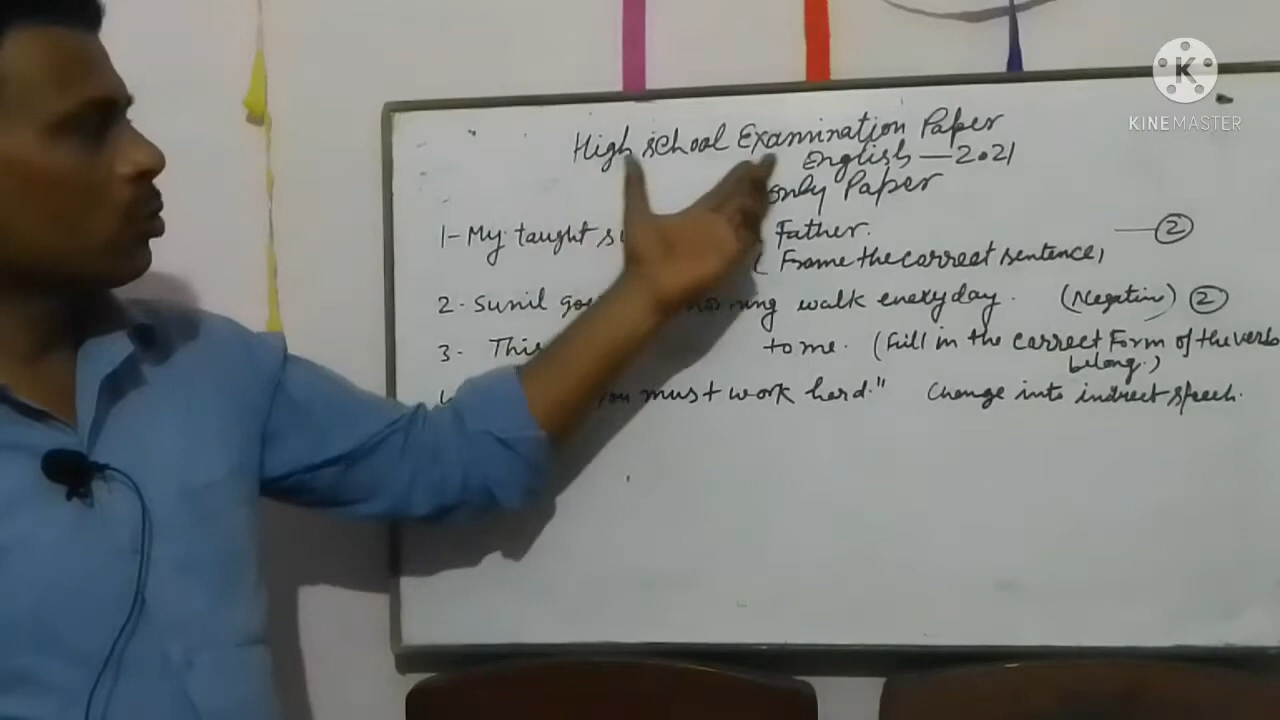 High school Examination Paper
English — 2021
only Paper
1- My taught Father. — 2
( Frame the correct sentence,
2. Sunil walk everyday. (Negative) 2
3- This to me. (Fill in the correct Form of the verb
belong.)
you must work hard." Change into indirect speech.
K
KINEMASTER